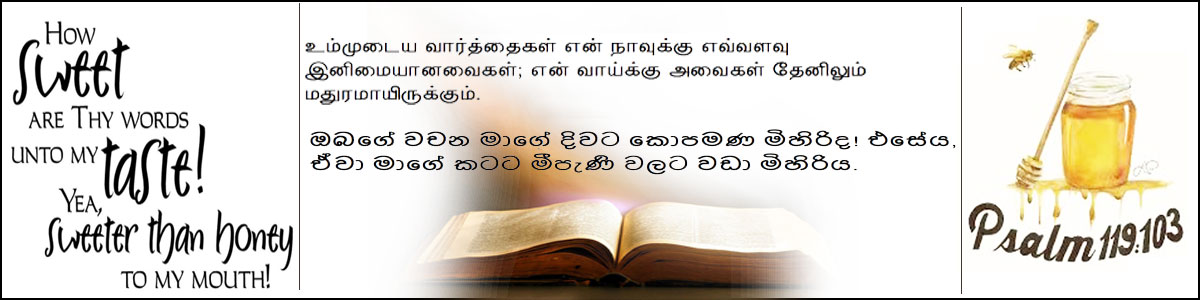 How
sweet
are Thy words
unto my taste!
Yea,
sweeter than honey
to my mouth!
உம்முடைய வார்த்தைகள் என் நாவுக்கு எவ்வளவு
இனிமையானவைகள்; என் வாய்க்கு அவைகள் தேனிலும்
மதுரமாயிருக்கும்.
ඔබගේ වචන මාගේ දිවට කොපමණ මිහිරිද! එසේය,
ඒවා මාගේ කටට මීපැණි වලට වඩා මිහිරිය.
Psalm 119:103